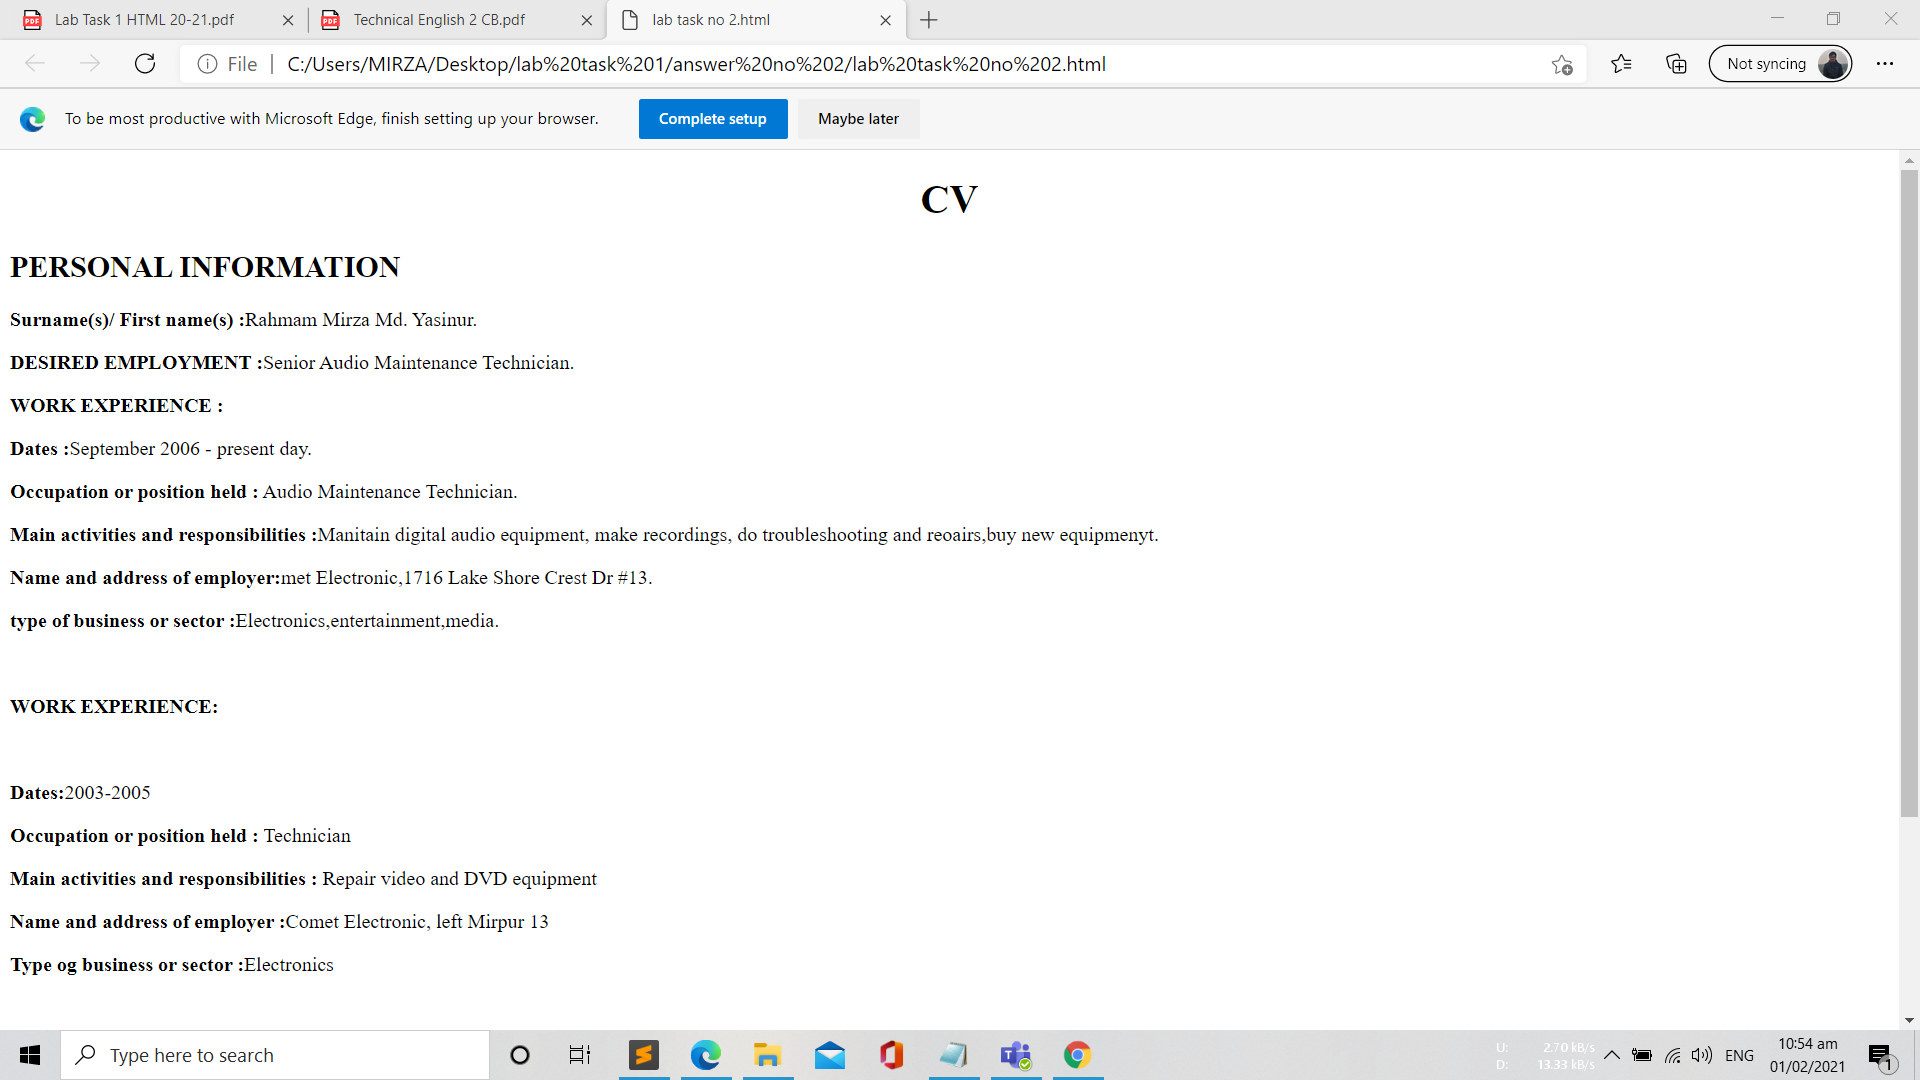 Lab Task 1 HTML 20-21.pdf
Technical English 2 CB.pdf
lab task no 2.html
File
C:/Users/MIRZA/Desktop/lab%20task%201/answer%20no%202/lab%20task%20no%202.html
Not syncing
To be most productive with Microsoft Edge, finish setting up your browser.
Complete setup
Maybe later
CV
PERSONAL INFORMATION
Surname(s)/ First name(s) :Rahmam Mirza Md. Yasinur.
DESIRED EMPLOYMENT :Senior Audio Maintenance Technician.
WORK EXPERIENCE :
Dates :September 2006 - present day.
Occupation or position held : Audio Maintenance Technician.
Main activities and responsibilities :Manitain digital audio equipment, make recordings, do troubleshooting and reoairs,buy new equipmenyt.
Name and address of employer:met Electronic,1716 Lake Shore Crest Dr #13.
type of business or sector :Electronics,entertainment,media.
WORK EXPERIENCE:
Dates:2003-2005
Occupation or position held : Technician
Main activities and responsibilities : Repair video and DVD equipment
Name and address of employer :Comet Electronic, left Mirpur 13
Type og business or sector :Electronics
Type here to search
U: 2.70 kB/s
D: 13.33 kB/s
ENG
10:54 am
01/02/2021
1